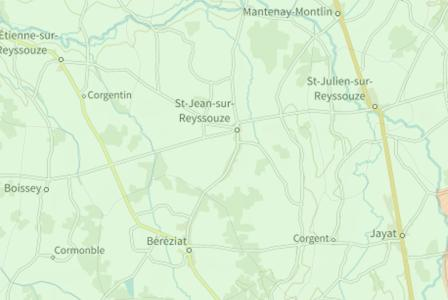 Mantenay-Montlin
Étienne-sur-
Reyssouze
St-Julien-sur-
Reyssouze
Corgentin
St-Jean-sur-
Reyssouze
Boissey
Béréziat
Corgent
Jayat
Cormonble